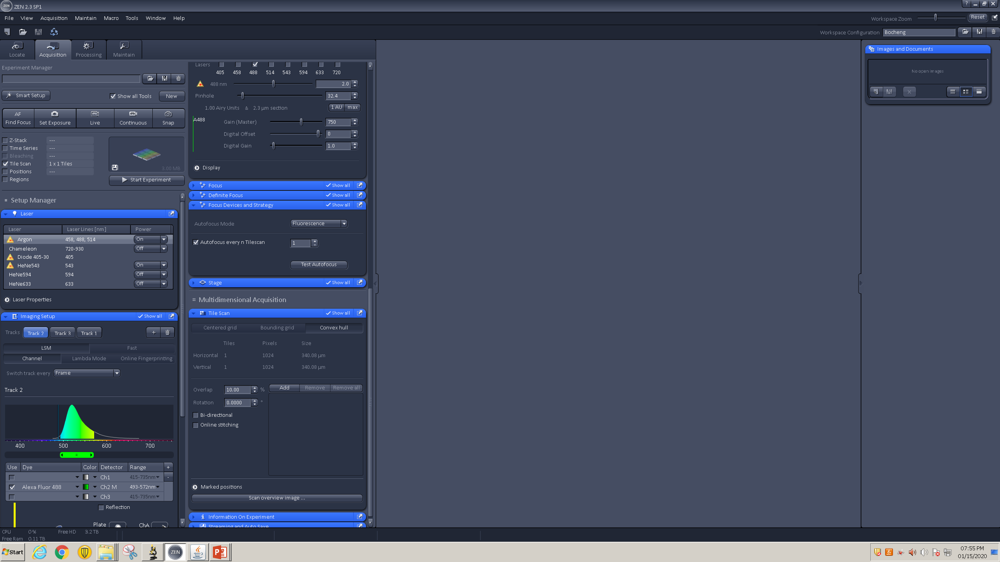 ZEN ZEN 2.3 SP1 ?
File View Acquisition Maintain Macro Tools Window Help
Workspace Zoom Reset
Workspace Configuration Bocheng
Locate Acquisition Processing Maintain
Experiment Manager
Smart Setup Show all Tools New
AF
Find Focus Set Exposure Live Continuous Snap
Z-Stack ---
Time Series ---
Bleaching ---
Tile Scan 1 x 1 Tiles
Positions ---
Regions
3.00 MB
Start Experiment
Setup Manager
Laser
Laser Laser Lines [nm] Power
Argon 458, 488, 514 On
Chameleon 720-930 Off
Diode 405-30 405
HeNe543 543 On
HeNe594 594 Off
HeNe633 633 Off
Laser Properties
Imaging Setup Show all
Tracks Track 2 Track 3 Track 1 +
LSM Fast
Channel Lambda Mode Online Fingerprinting
Switch track every Frame
Track 2
400 500 600 700
Use Dye Color Detector Range +
Ch1 415-735nm -
Alexa Fluor 488 Ch2 M 493-572nm
Ch3 415-735nm
Reflection
Plate ChA
Lasers
405 458 488 514 543 594 633 720
488 nm 2.0
Pinhole 32.4
1.00 Airy Units ≙ 2.3 µm section 1 AU max
A488 Gain (Master) 750
Digital Offset 0
Digital Gain 1.0
Display
Focus Show all
Definite Focus Show all
Focus Devices and Strategy Show all
Autofocus Mode Fluorescence
Autofocus every n Tilescan 1
Test Autofocus
Stage Show all
Multidimensional Acquisition
Tile Scan Show all
Centered grid Bounding grid Convex hull
Tiles Pixels Size
Horizontal 1 1024 340.08 µm
Vertical 1 1024 340.08 µm
Overlap 10.00 % Add Remove Remove all
Rotation 0.0000 °
Bi-directional
Online stitching
Marked positions
Scan overview image ...
Information On Experiment
Streaming and Auto Save
Images and Documents
No open images
CPU 0 % Free HD 3.2 TB
Free Ram 0.11 TB
Start ZEN
07:55 PM
01/15/2020